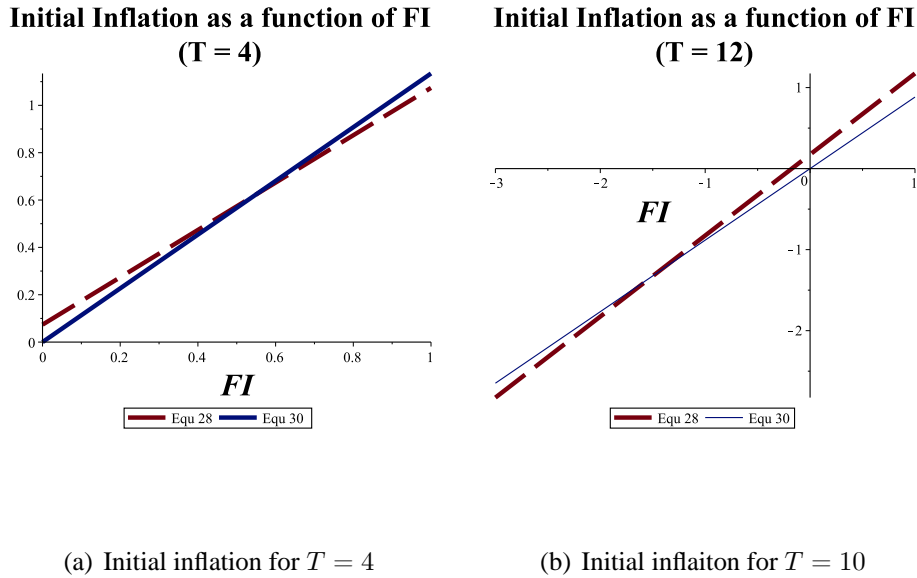 Initial Inflation as a function of FI
(T = 4)
1
0.8
0.6
0.4
0.2
0
0 0.2 0.4 0.6 0.8 1
FI
Equ 28 Equ 30
(a) Initial inflation for T = 4
Initial Inflation as a function of FI
(T = 12)
1
−3 −2 −1 0 1
FI
−1
−2
Equ 28 Equ 30
(b) Initial inflaiton for T = 10